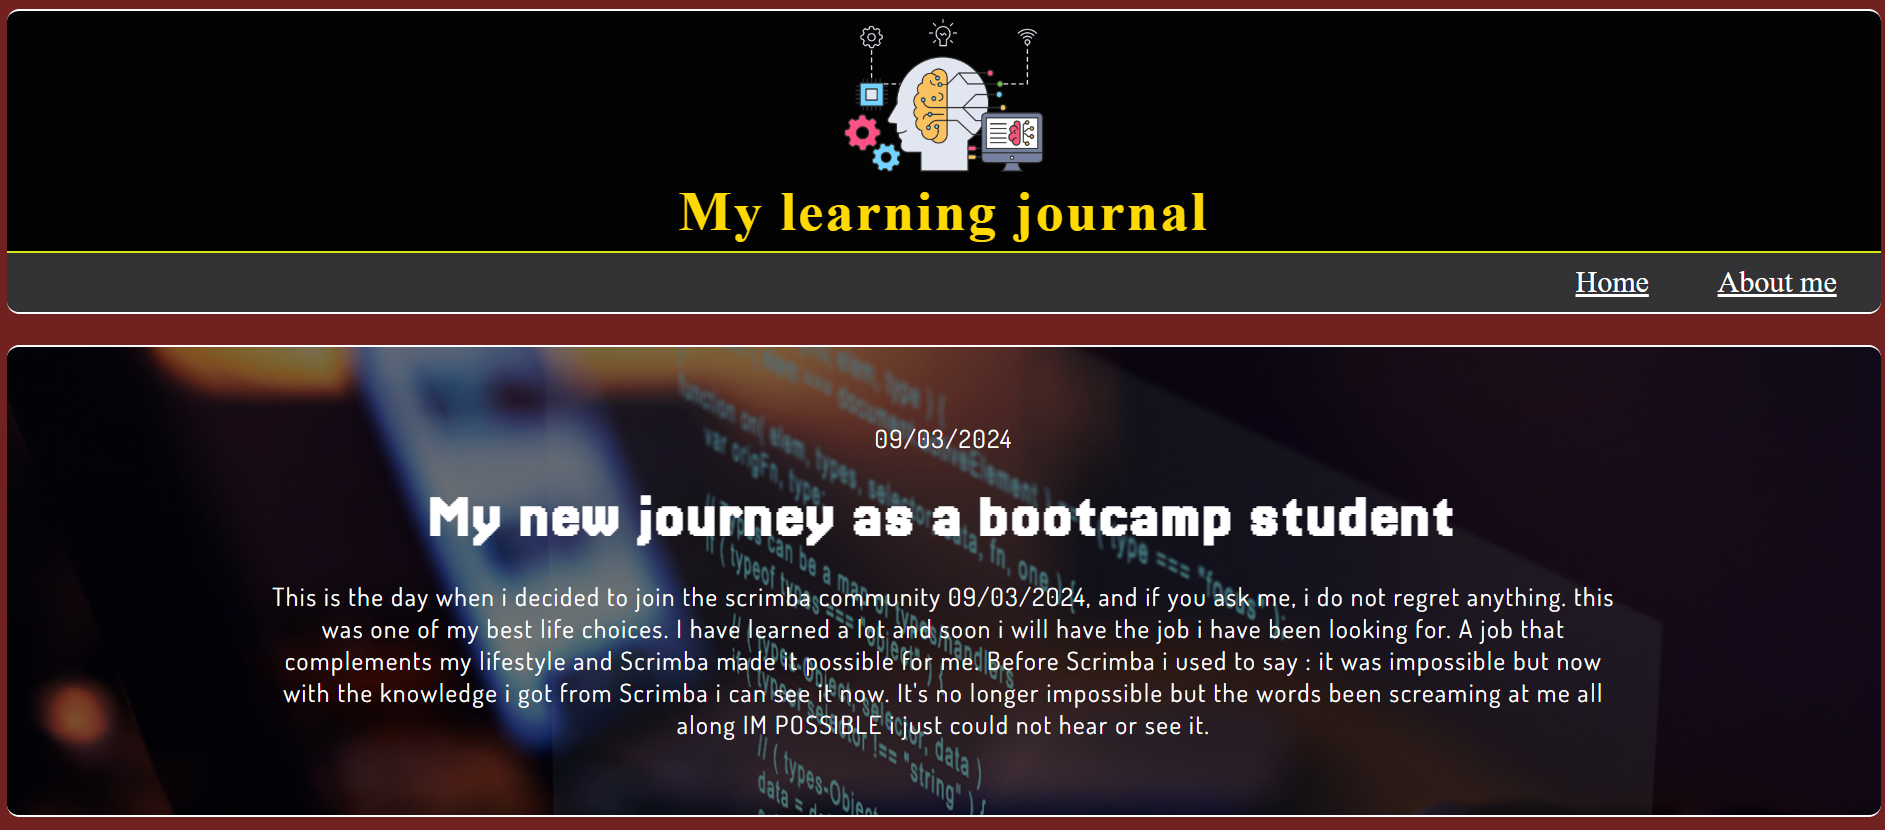 My learning journal
Home
About me
09/03/2024
My new journey as a bootcamp student
This is the day when i decided to join the scrimba community 09/03/2024, and if you ask me, i do not regret anything. this
was one of my best life choices. I have learned a lot and soon i will have the job i have been looking for. A job that
complements my lifestyle and Scrimba made it possible for me. Before Scrimba i used to say : it was impossible but now
with the knowledge i got from Scrimba i can see it now. It's no longer impossible but the words been screaming at me all
along IM POSSIBLE i just could not hear or see it.